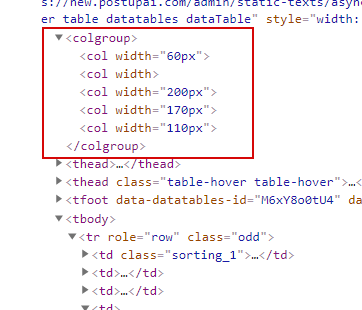 s://new.postupai.com/admin/static-texts/async
er table datatables dataTable" style="width:
▼<colgroup>
<col width="60px">
<col width>
<col width="200px">
<col width="170px">
<col width="110px">
</colgroup>
▶<thead>…</thead>
▶<thead class="table-hover table-hover">…<
▶<tfoot data-datatables-id="M6xY8o0tU4" da
▼<tbody>
▼<tr role="row" class="odd">
▶<td class="sorting_1">…</td>
▶<td>…</td>
▶<td>…</td>